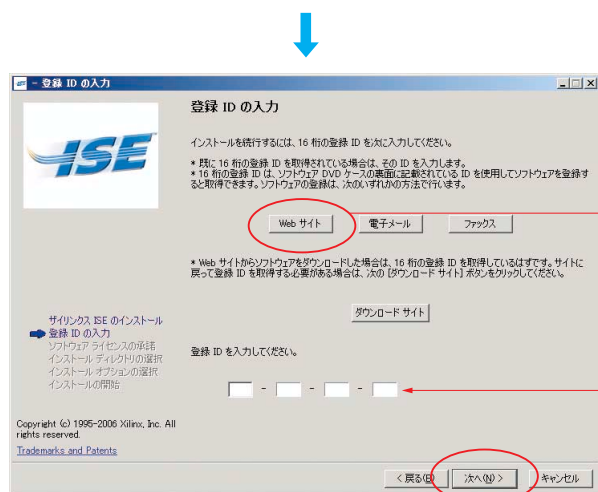 - 登録 ID の入力
ISE
登録 ID の入力
インストールを続行するには、16 桁の登録 ID を次に入力してください。
* 既に 16 桁の登録 ID を取得されている場合は、その ID を入力します。
* 16 桁の登録 ID は、ソフトウェア DVD ケースの裏面に記載されている ID を使用してソフトウェアを登録す
ると取得できます。ソフトウェアの登録は、次のいずれかの方法で行います。
Web サイト
電子メール
ファックス
* Web サイトからソフトウェアをダウンロードした場合は、16 桁の登録 ID を取得しているはずです。サイトに
戻って登録 ID を取得する必要がある場合は、次の [ダウンロード サイト] ボタンをクリックしてください。
ダウンロード サイト
ザイリンクス ISE のインストール
登録 ID の入力
ソフトウェア ライセンスの承諾
インストール ディレクトリの選択
インストール オプションの選択
インストールの開始
登録 ID を入力してください。
- - -
Copyright (c) 1995-2006 Xilinx, Inc. All
rights reserved.
Trademarks and Patents
< 戻る(B)
次へ(N) >
キャンセル